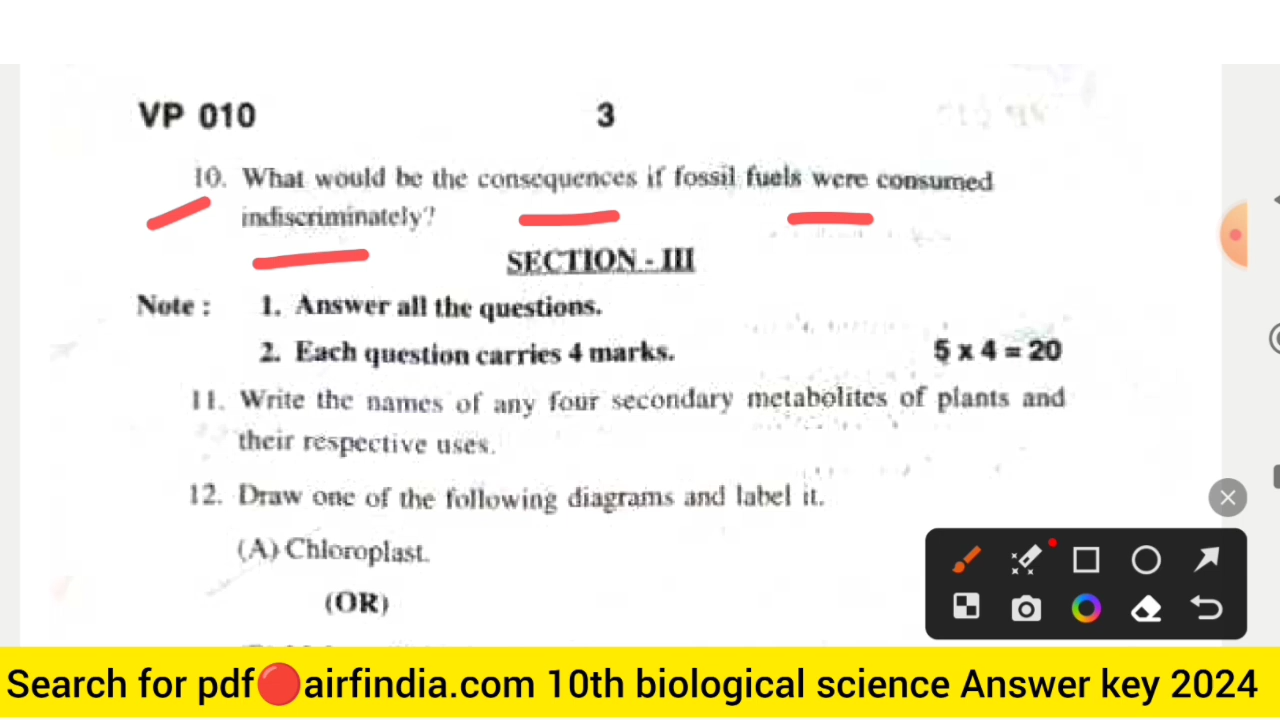 VP 010 3
10. What would be the consequences if fossil fuels were consumed
indiscriminately?
SECTION - III
Note : 1. Answer all the questions.
2. Each question carries 4 marks. 5 x 4 = 20
11. Write the names of any four secondary metabolites of plants and
their respective uses.
12. Draw one of the following diagrams and label it.
(A) Chloroplast.
(OR)
Search for pdf🔴airfindia.com 10th biological science Answer key 2024